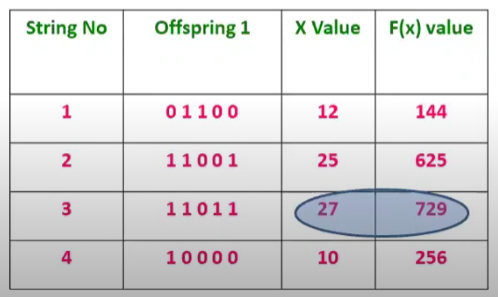 String No Offspring 1 X Value F(x) value
1 0 1 1 0 0 12 144
2 1 1 0 0 1 25 625
3 1 1 0 1 1 27 729
4 1 0 0 0 0 10 256